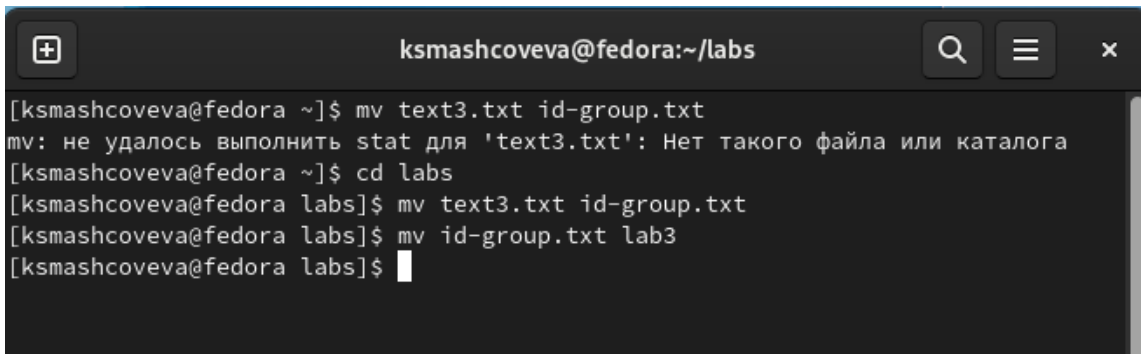 ksmashcoveva@fedora:~/labs
[ksmashcoveva@fedora ~]$ mv text3.txt id-group.txt
mv: не удалось выполнить stat для 'text3.txt': Нет такого файла или каталога
[ksmashcoveva@fedora ~]$ cd labs
[ksmashcoveva@fedora labs]$ mv text3.txt id-group.txt
[ksmashcoveva@fedora labs]$ mv id-group.txt lab3
[ksmashcoveva@fedora labs]$